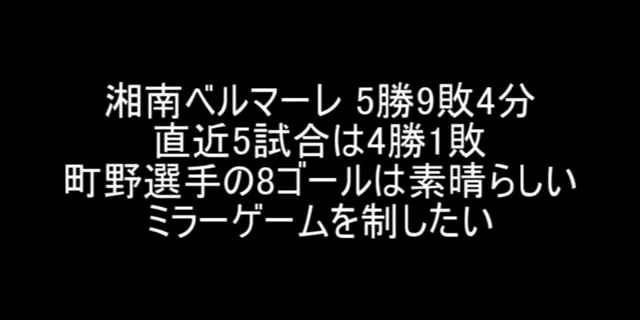 湘南ベルマーレ 5勝9敗4分
直近5試合は4勝1敗
町野選手の8ゴールは素晴らしい
ミラーゲームを制したい